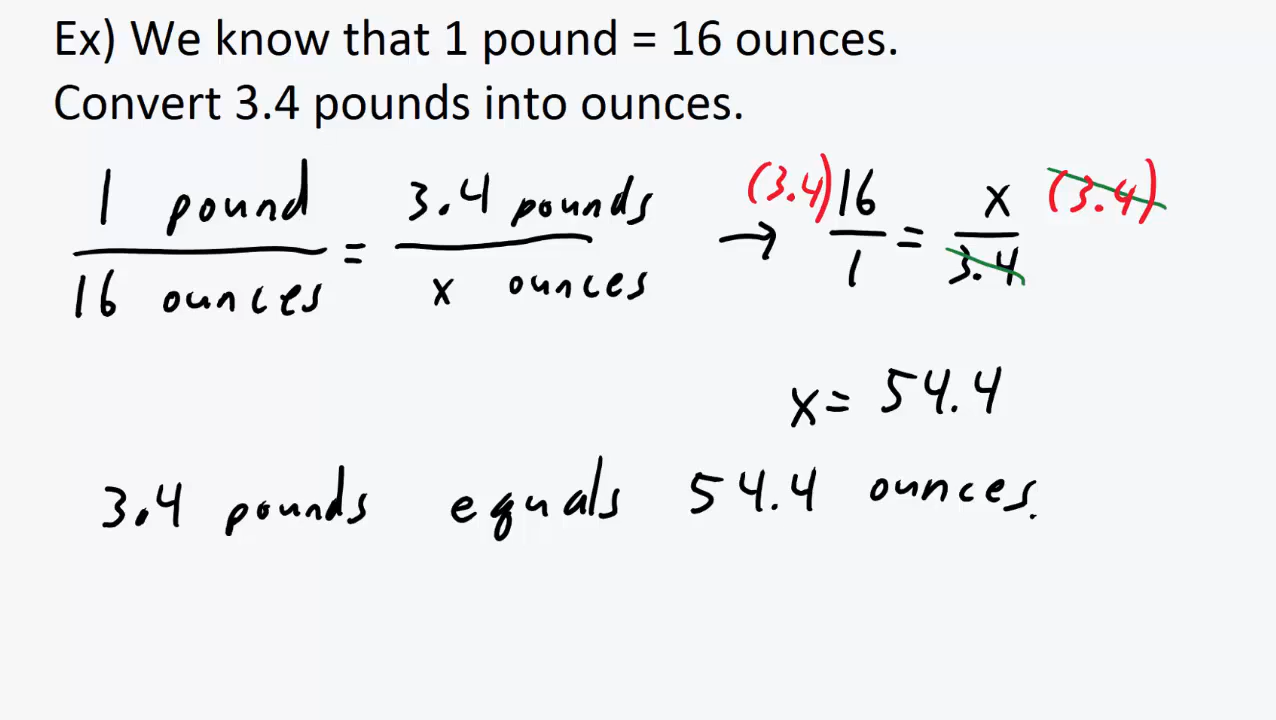 Ex) We know that 1 pound = 16 ounces.
Convert 3.4 pounds into ounces.
1 pound / 16 ounces = 3.4 pounds / x ounces → (3.4) 16/1 = x/3.4 (3.4)
x = 54.4
3.4 pounds equals 54.4 ounces.